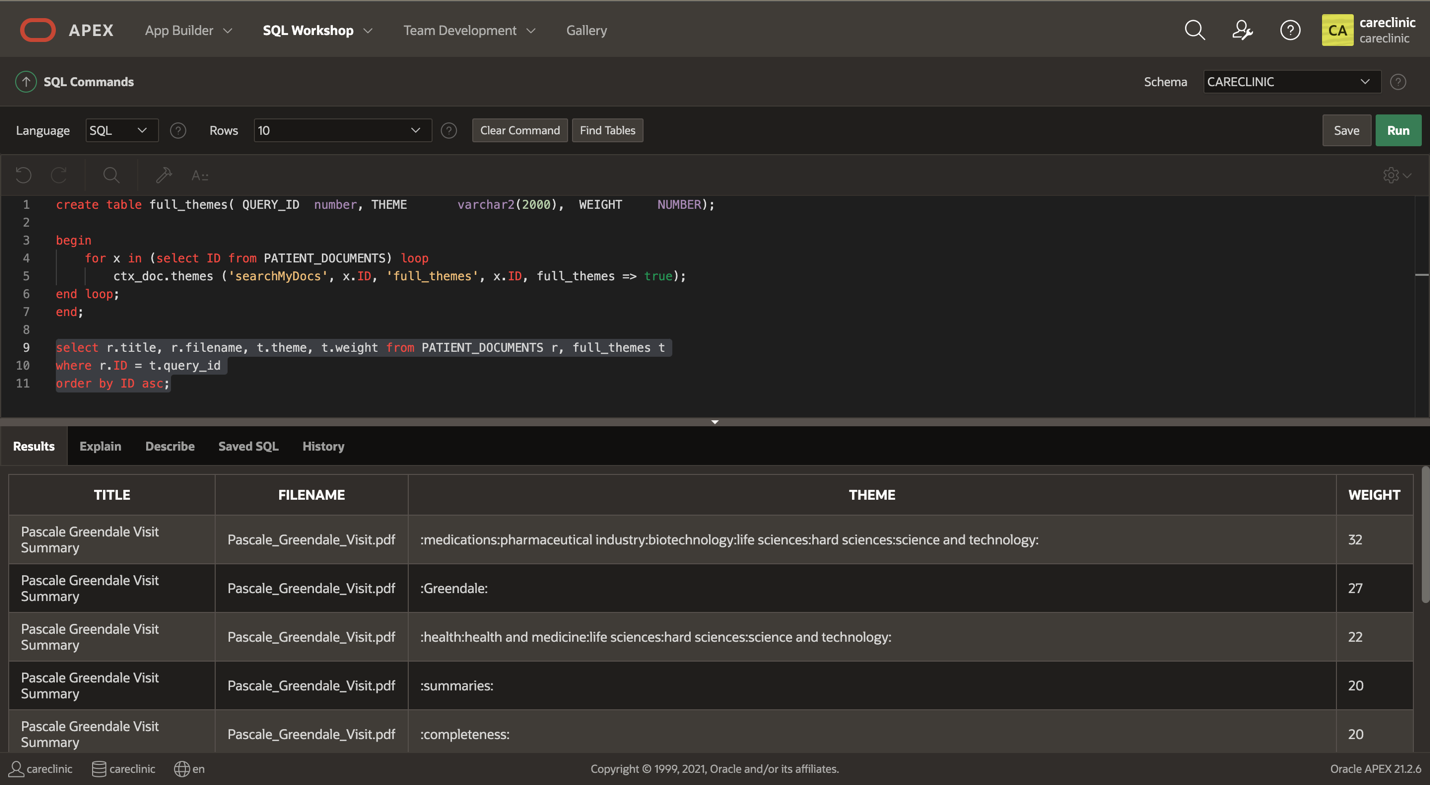 APEX App Builder SQL Workshop Team Development Gallery CA careclinic
careclinic
SQL Commands Schema CARECLINIC ?
Language SQL ? Rows 10 ? Clear Command Find Tables Save Run
A::
1 create table full_themes( QUERY_ID number, THEME varchar2(2000), WEIGHT NUMBER);
2
3 begin
4 for x in (select ID from PATIENT_DOCUMENTS) loop
5 ctx_doc.themes ('searchMyDocs', x.ID, 'full_themes', x.ID, full_themes => true);
6 end loop;
7 end;
8
9 select r.title, r.filename, t.theme, t.weight from PATIENT_DOCUMENTS r, full_themes t
10 where r.ID = t.query_id
11 order by ID asc;
Results Explain Describe Saved SQL History
TITLE FILENAME THEME WEIGHT
Pascale Greendale Visit
Summary Pascale_Greendale_Visit.pdf :medications:pharmaceutical industry:biotechnology:life sciences:hard sciences:science and technology: 32
Pascale Greendale Visit
Summary Pascale_Greendale_Visit.pdf :Greendale: 27
Pascale Greendale Visit
Summary Pascale_Greendale_Visit.pdf :health:health and medicine:life sciences:hard sciences:science and technology: 22
Pascale Greendale Visit
Summary Pascale_Greendale_Visit.pdf :summaries: 20
Pascale Greendale Visit
Summary Pascale_Greendale_Visit.pdf :completeness: 20
careclinic careclinic en Copyright © 1999, 2021, Oracle and/or its affiliates. Oracle APEX 21.2.6